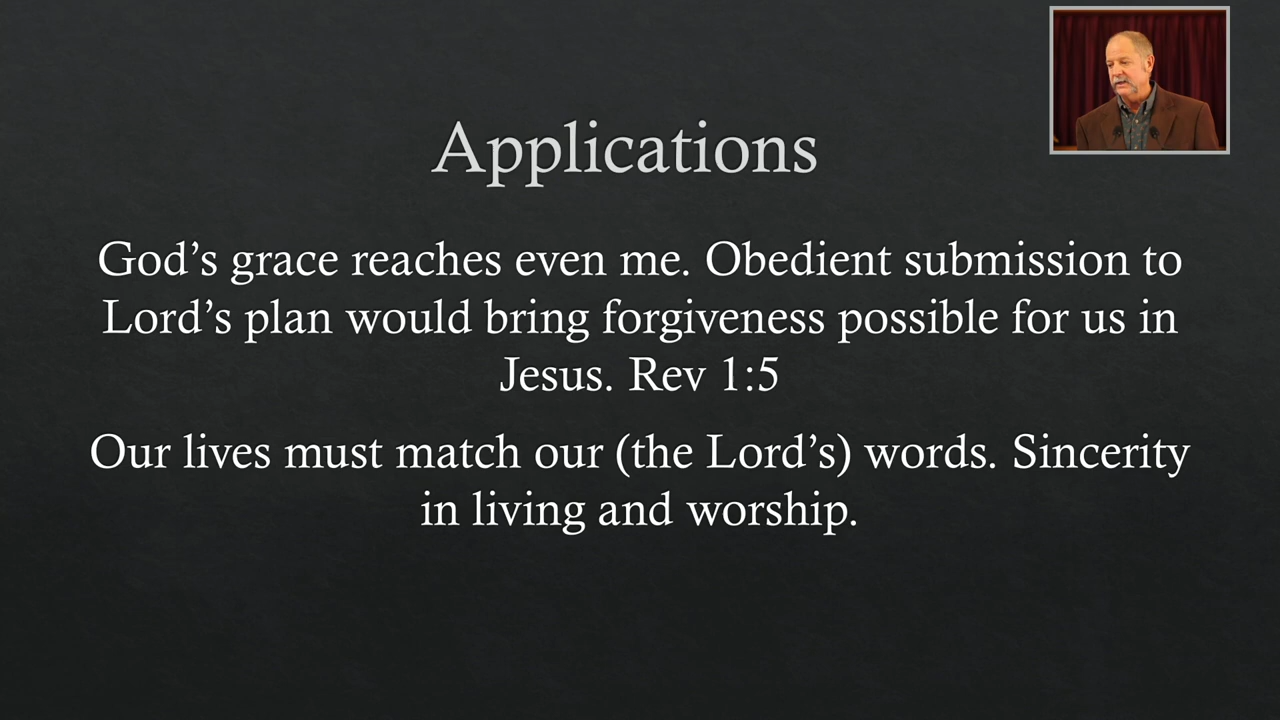 Applications
God’s grace reaches even me. Obedient submission to
Lord’s plan would bring forgiveness possible for us in
Jesus. Rev 1:5
Our lives must match our (the Lord’s) words. Sincerity
in living and worship.